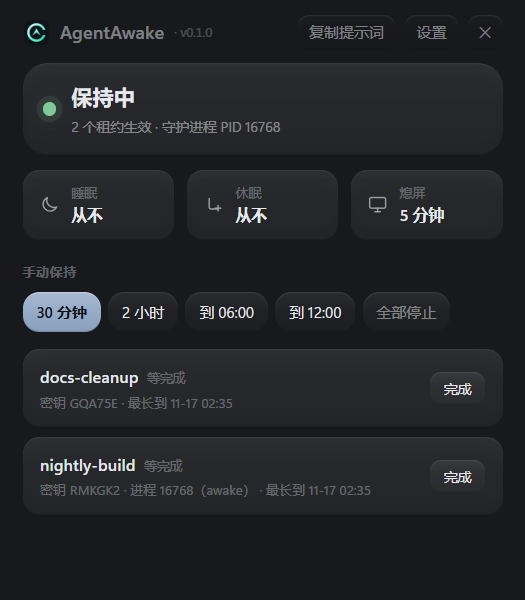 AgentAwake · v0.1.0 复制提示词 设置
保持中
2 个租约生效 · 守护进程 PID 16768
睡眠 休眠 熄屏
从不 从不 5 分钟
手动保持
30 分钟 2 小时 到 06:00 到 12:00 全部停止
docs-cleanup 等完成
密钥 GQA75E · 最长到 11-17 02:35
完成
nightly-build 等完成
密钥 RMKGK2 · 进程 16768（awake） · 最长到 11-17 02:35
完成